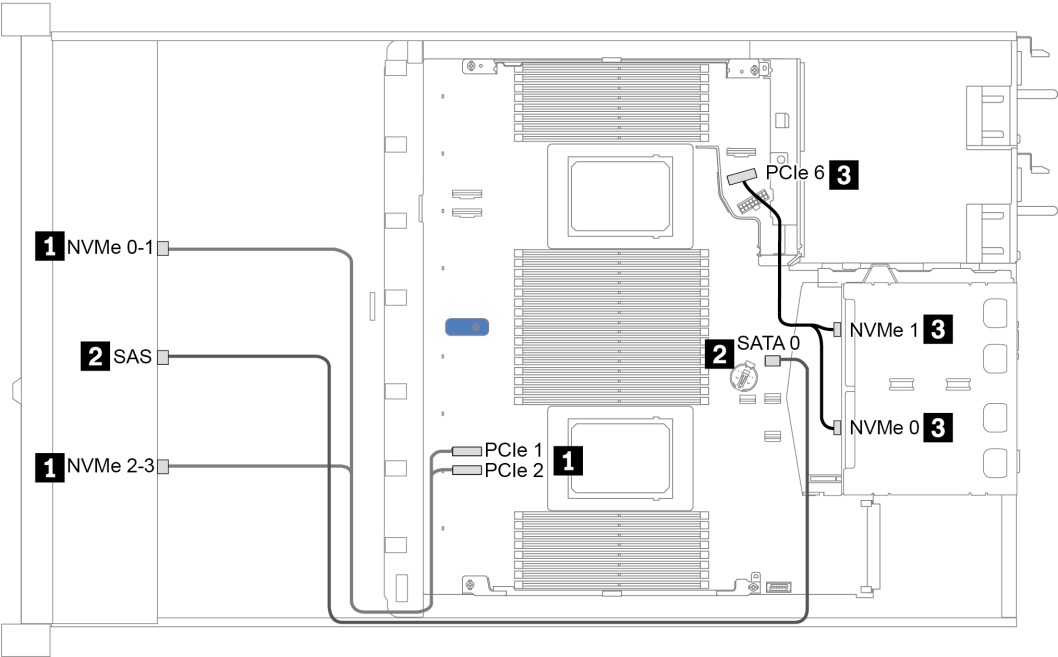 PCIe 6 3
1 NVMe 0-1
NVMe 1 3
2 SAS
2 SATA 0
NVMe 0 3
1 NVMe 2-3
PCIe 1 1
PCIe 2